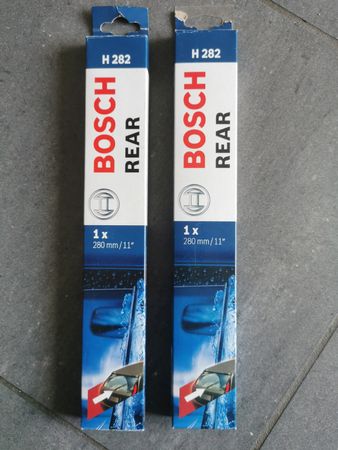 H 282
BOSCH
REAR
1 x
280 mm / 11"
H 282
BOSCH
REAR
1 x
280 mm / 11"